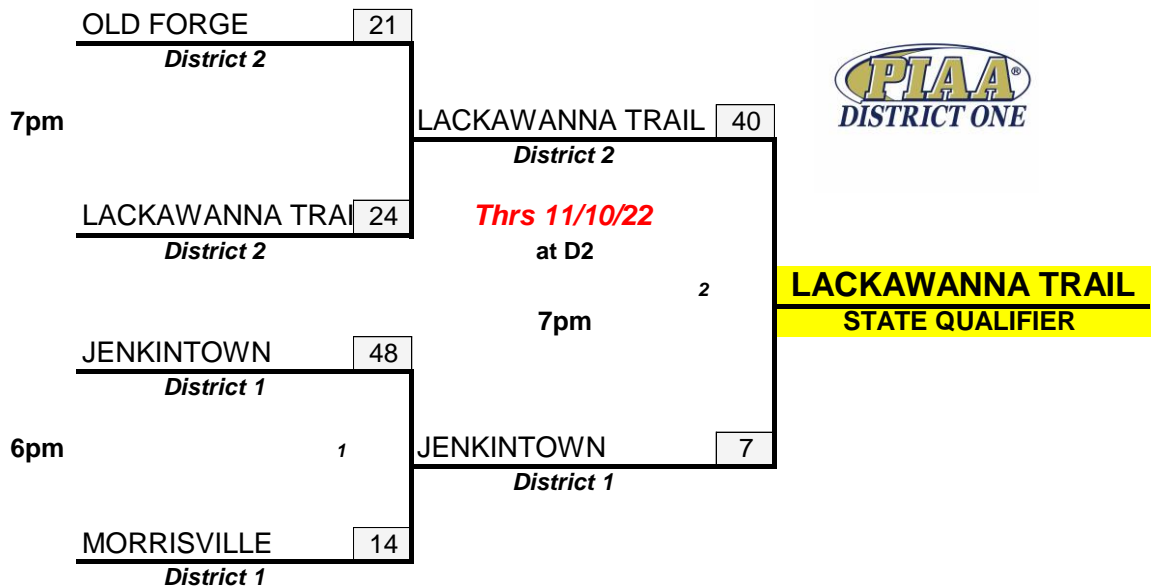 OLD FORGE 21
District 2
7pm
LACKAWANNA TRAI 24
District 2
LACKAWANNA TRAIL 40
District 2
Thrs 11/10/22
at D2
2
7pm
JENKINTOWN 48
District 1
6pm
1
MORRISVILLE 14
District 1
JENKINTOWN 7
District 1
LACKAWANNA TRAIL
STATE QUALIFIER
PIAA®
DISTRICT ONE